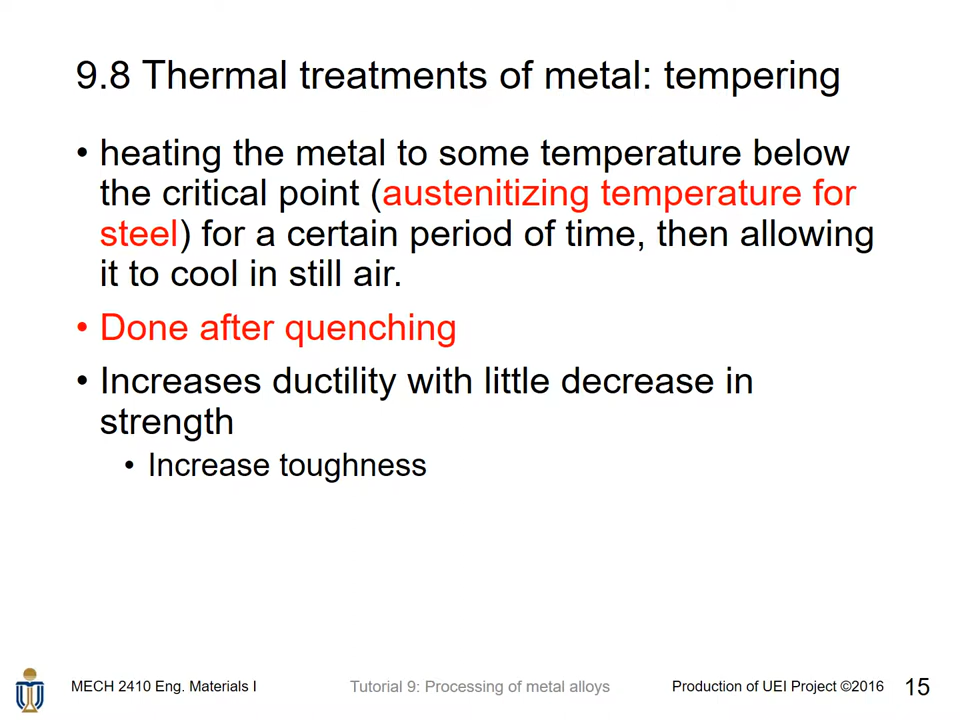 9.8 Thermal treatments of metal: tempering
• heating the metal to some temperature below
the critical point (austenitizing temperature for
steel) for a certain period of time, then allowing
it to cool in still air.
• Done after quenching
• Increases ductility with little decrease in
strength
• Increase toughness
MECH 2410 Eng. Materials I
Tutorial 9: Processing of metal alloys
Production of UEI Project ©2016
15